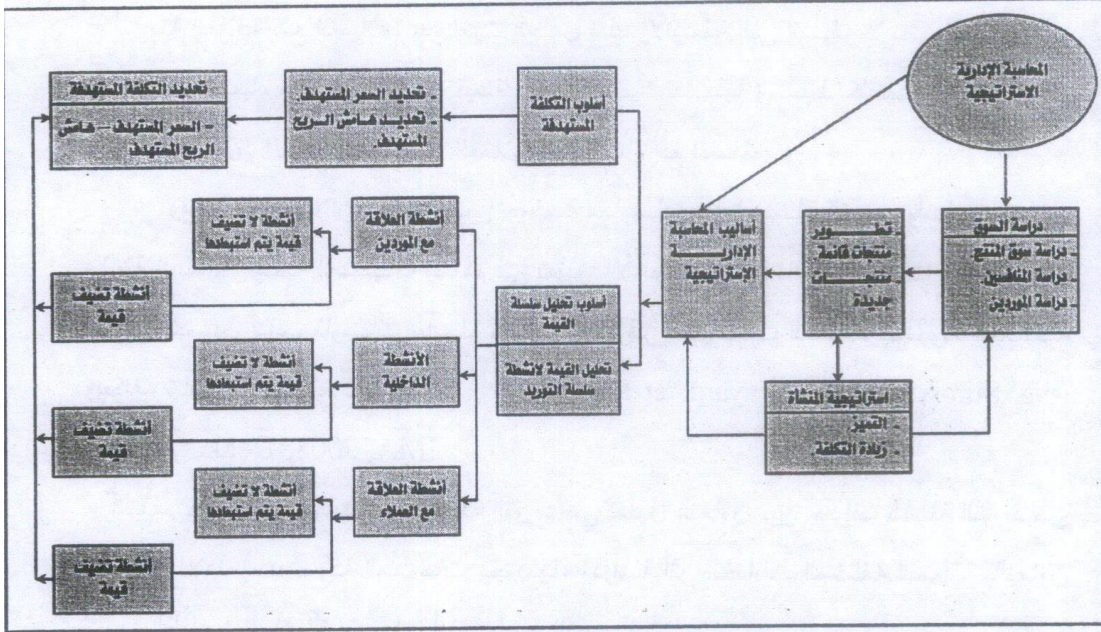 المحاسبة الإدارية
الاستراتيجية
دراسة السوق
- دراسة سوق المنتج.
- دراسة المنافسين.
- دراسة الموردين
- تطوير
منتجات قائمة
- منتجات
جديدة
استراتيجية المنشأة
- التميز
- زيادة التكلفة.
أساليب المحاسبة
الإدارية
الإستراتيجية
أسلوب التكلفة
المستهدفة
تحديد السعر المستهدف.
تحديد هامش الربع
المستهدف.
تحديد التكلفة المستهدفة
- السعر المستهدف – هامش
الربع المستهدف.
أسلوب تحليل سلسلة
القيمة
تحليل القيمة لأنشطة
سلسلة التوريد
أنشطة العلاقة
مع الموردين
أنشطة لا تضيف
قيمة يتم استبعادها
أنشطة تضيف
قيمة
الأنشطة
الداخلية
أنشطة لا تضيف
قيمة يتم استبعادها
أنشطة تضيف
قيمة
أنشطة العلاقة
مع العملاء
أنشطة لا تضيف
قيمة يتم استبعادها
أنشطة تضيف
قيمة